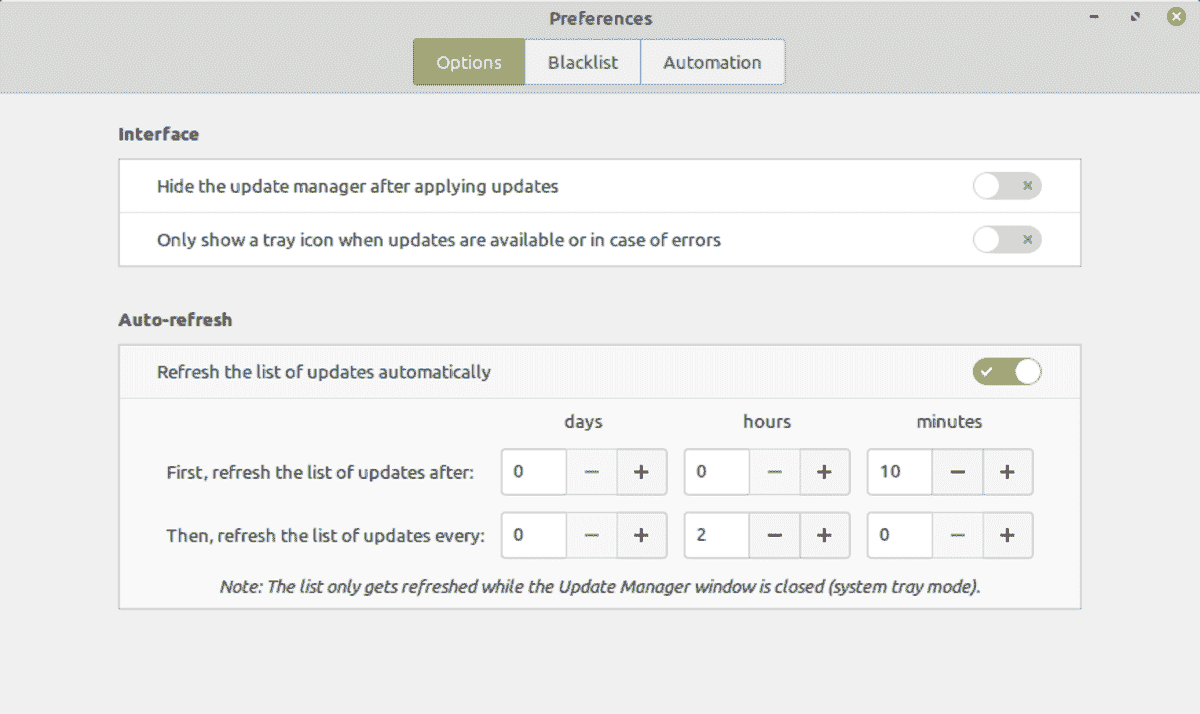 Preferences
Options Blacklist Automation
Interface
Hide the update manager after applying updates
Only show a tray icon when updates are available or in case of errors
Auto-refresh
Refresh the list of updates automatically
days hours minutes
First, refresh the list of updates after: 0 − + 0 − + 10 − +
Then, refresh the list of updates every: 0 − + 2 − + 0 − +
Note: The list only gets refreshed while the Update Manager window is closed (system tray mode).